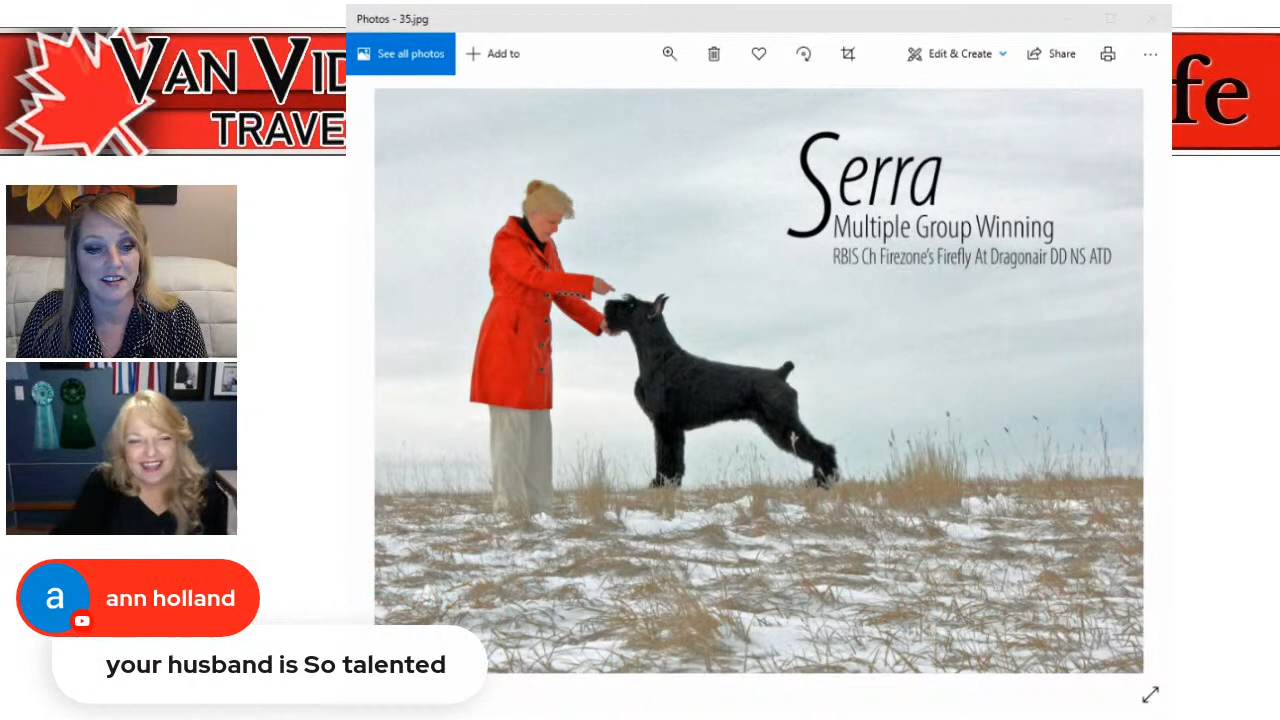 Photos - 35.jpg
See all photos
Add to
Edit & Create
Share
VAN VID
TRAVE
fe
Serra
Multiple Group Winning
RBIS Ch Firezone's Firefly At Dragonair DD NS ATD
a
ann holland
your husband is So talented